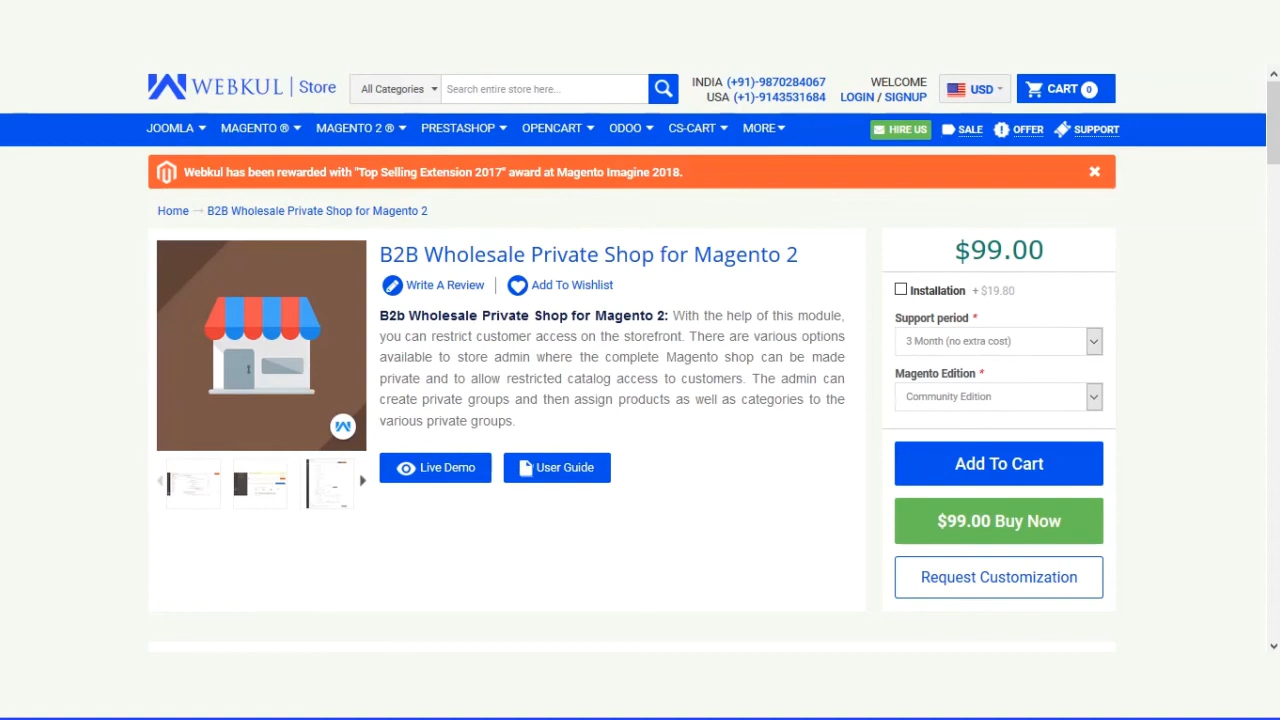 WEBKUL | Store
All Categories
Search entire store here...
INDIA (+91)-9870284067
USA (+1)-9143531684
WELCOME
LOGIN / SIGNUP
USD
CART 0
JOOMLA
MAGENTO ®
MAGENTO 2 ®
PRESTASHOP
OPENCART
ODOO
CS-CART
MORE
HIRE US
SALE
OFFER
SUPPORT
Webkul has been rewarded with "Top Selling Extension 2017" award at Magento Imagine 2018.
Home → B2B Wholesale Private Shop for Magento 2
B2B Wholesale Private Shop for Magento 2
Write A Review | Add To Wishlist
B2b Wholesale Private Shop for Magento 2: With the help of this module,
you can restrict customer access on the storefront. There are various options
available to store admin where the complete Magento shop can be made
private and to allow restricted catalog access to customers. The admin can
create private groups and then assign products as well as categories to the
various private groups.
Live Demo
User Guide
$99.00
Installation + $19.80
Support period *
3 Month (no extra cost)
Magento Edition *
Community Edition
Add To Cart
$99.00 Buy Now
Request Customization